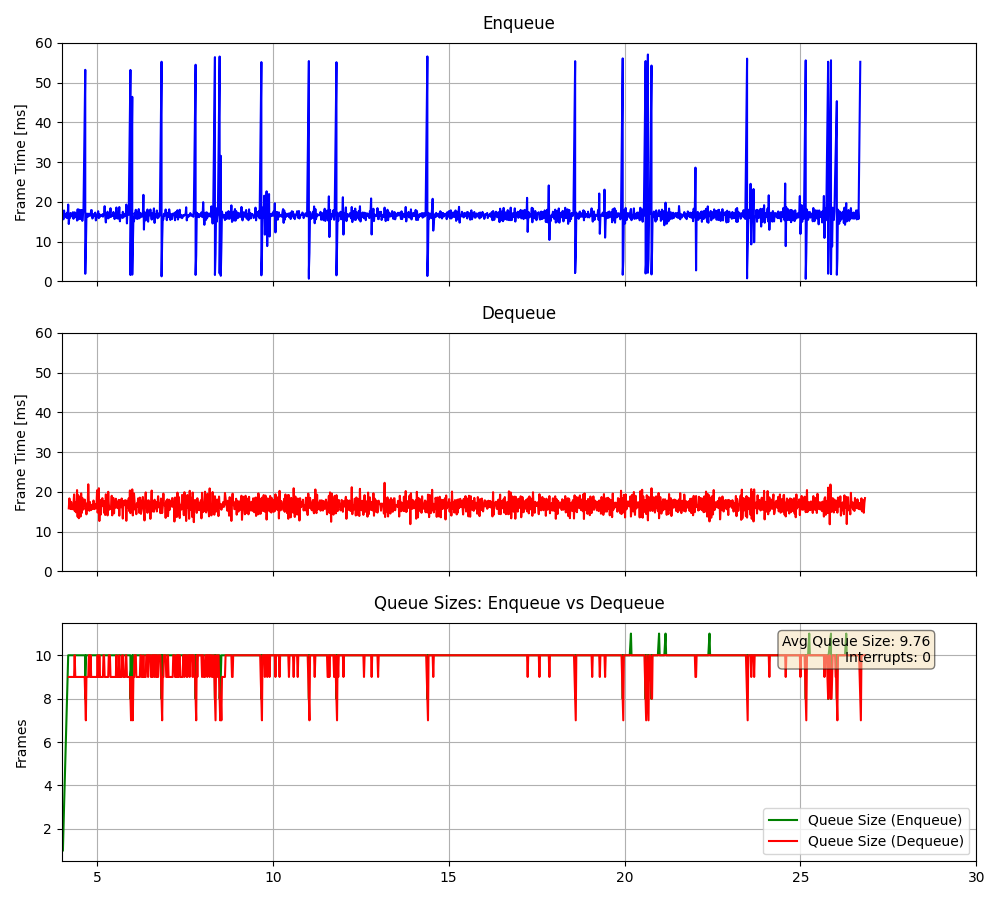 Enqueue
60
50
40
30
20
10
0
Frame Time [ms]
Dequeue
60
50
40
30
20
10
0
Frame Time [ms]
Queue Sizes: Enqueue vs Dequeue
10
8
6
4
2
Frames
Avg Queue Size: 9.76
Interrupts: 0
Queue Size (Enqueue)
Queue Size (Dequeue)
5 10 15 20 25 30